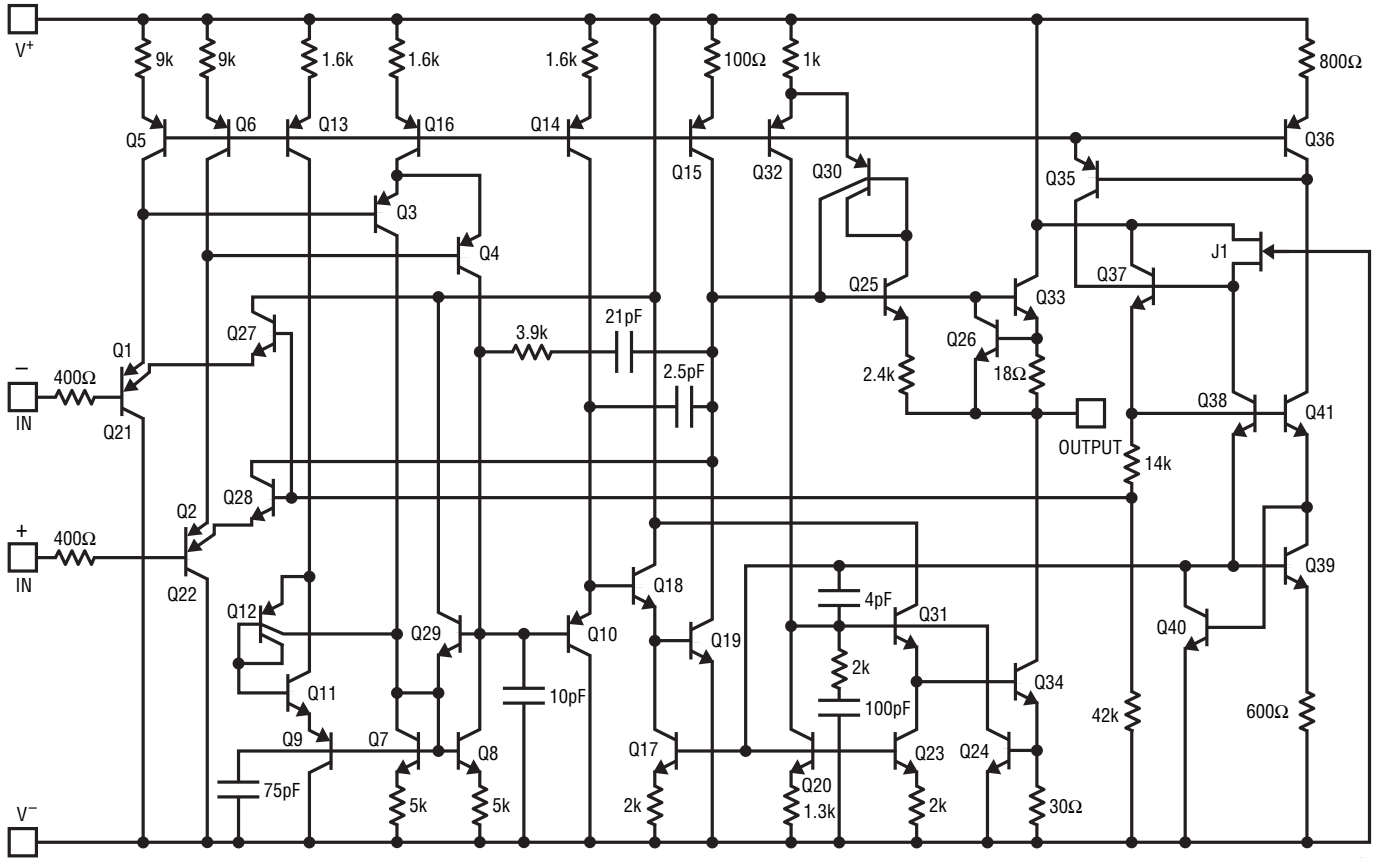 V+
9k 9k 1.6k 1.6k 1.6k 100Ω 1k 800Ω
Q5 Q6 Q13 Q16 Q14 Q15 Q32 Q30 Q35 Q36
Q3
Q4
J1
Q37
Q25 Q33
Q27
21pF
3.9k
Q26
Q1
2.5pF
2.4k 18Ω
− 400Ω
IN
Q21
Q38 Q41
OUTPUT
14k
Q28
Q2
+ 400Ω
IN
Q22
Q18
Q39
4pF
Q12
Q31
Q29 Q10 Q19
Q40
2k
Q34
Q11
10pF
100pF
42k 600Ω
Q9 Q7 Q8 Q17 Q23 Q24
Q20
75pF
5k 5k 2k 1.3k 2k 30Ω
V−